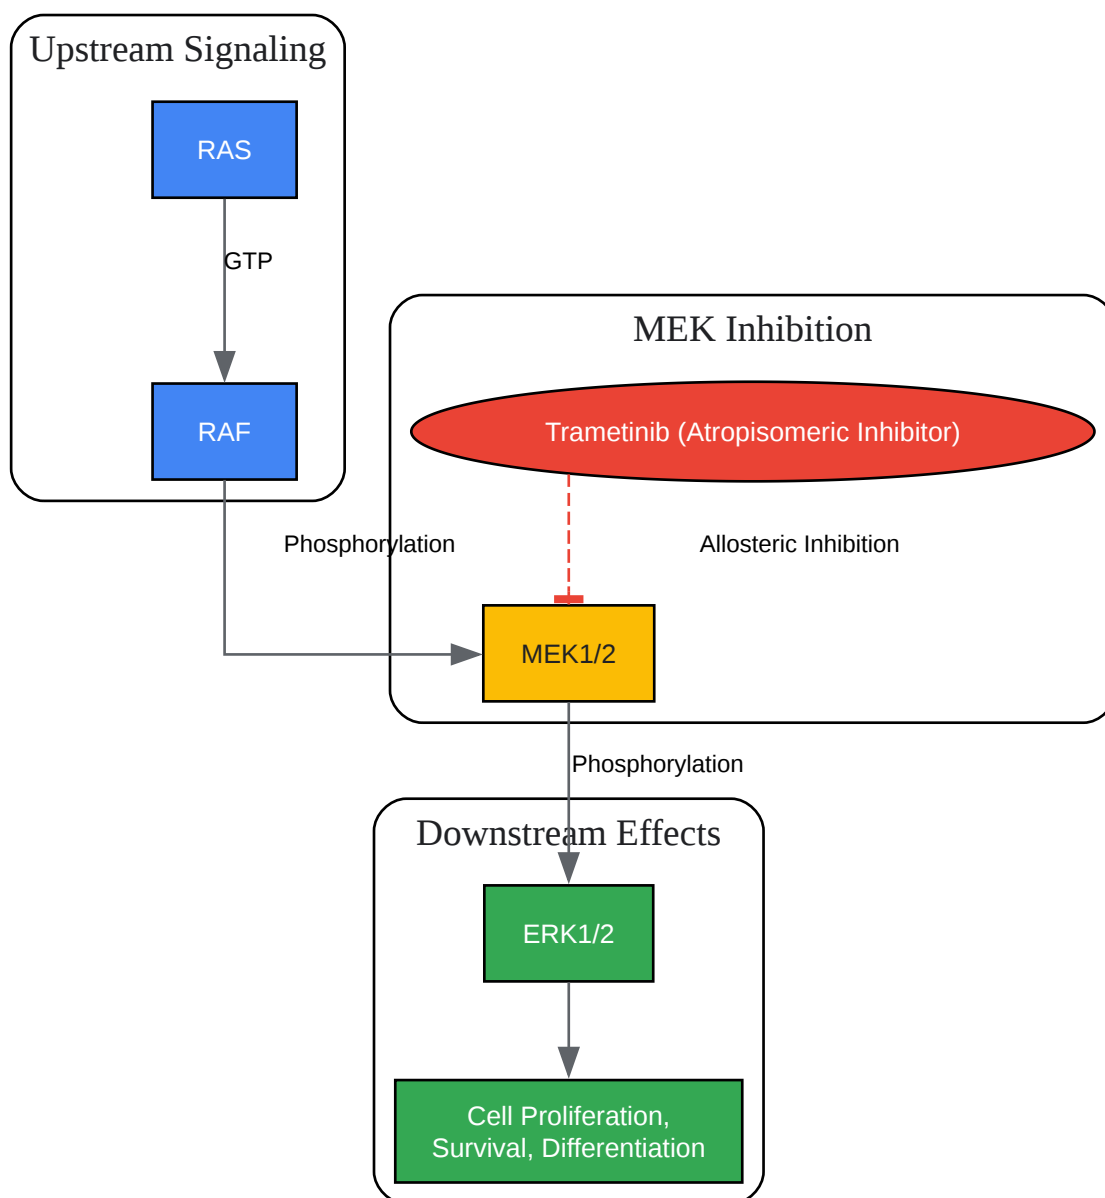 Upstream Signaling
RAS
GTP
RAF
MEK Inhibition
Trametinib (Atropisomeric Inhibitor)
Phosphorylation
Allosteric Inhibition
MEK1/2
Phosphorylation
Downstream Effects
ERK1/2
Cell Proliferation,
Survival, Differentiation